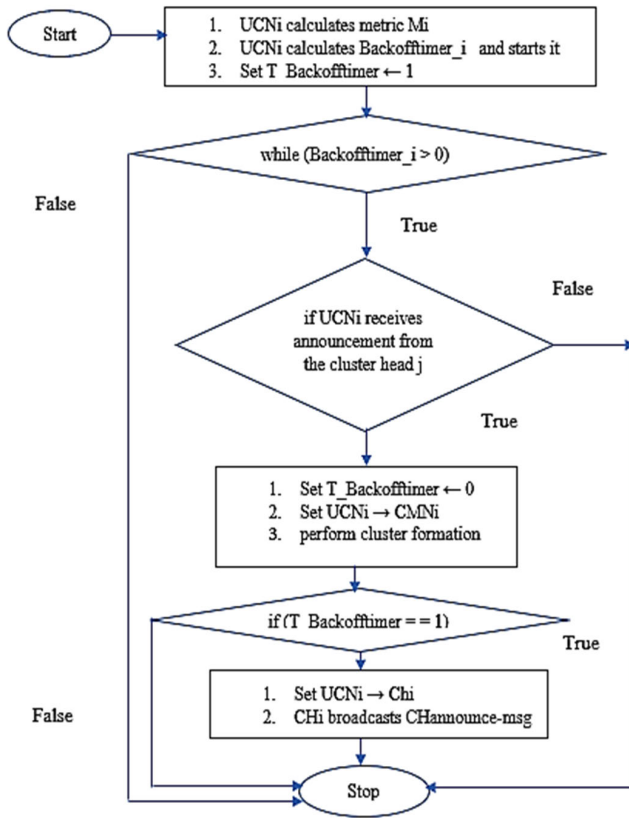 Start
1. UCNi calculates metric Mi
2. UCNi calculates Backofftimer_i and starts it
3. Set T Backofftimer ← 1
while (Backofftimer_i > 0)
False
True
False
if UCNi receives
announcement from
the cluster head j
True
1. Set T_Backofftimer ← 0
2. Set UCNi → CMNi
3. perform cluster formation
if (T Backofftimer == 1)
True
1. Set UCNi → Chi
2. CHi broadcasts CHannounce-msg
False
Stop